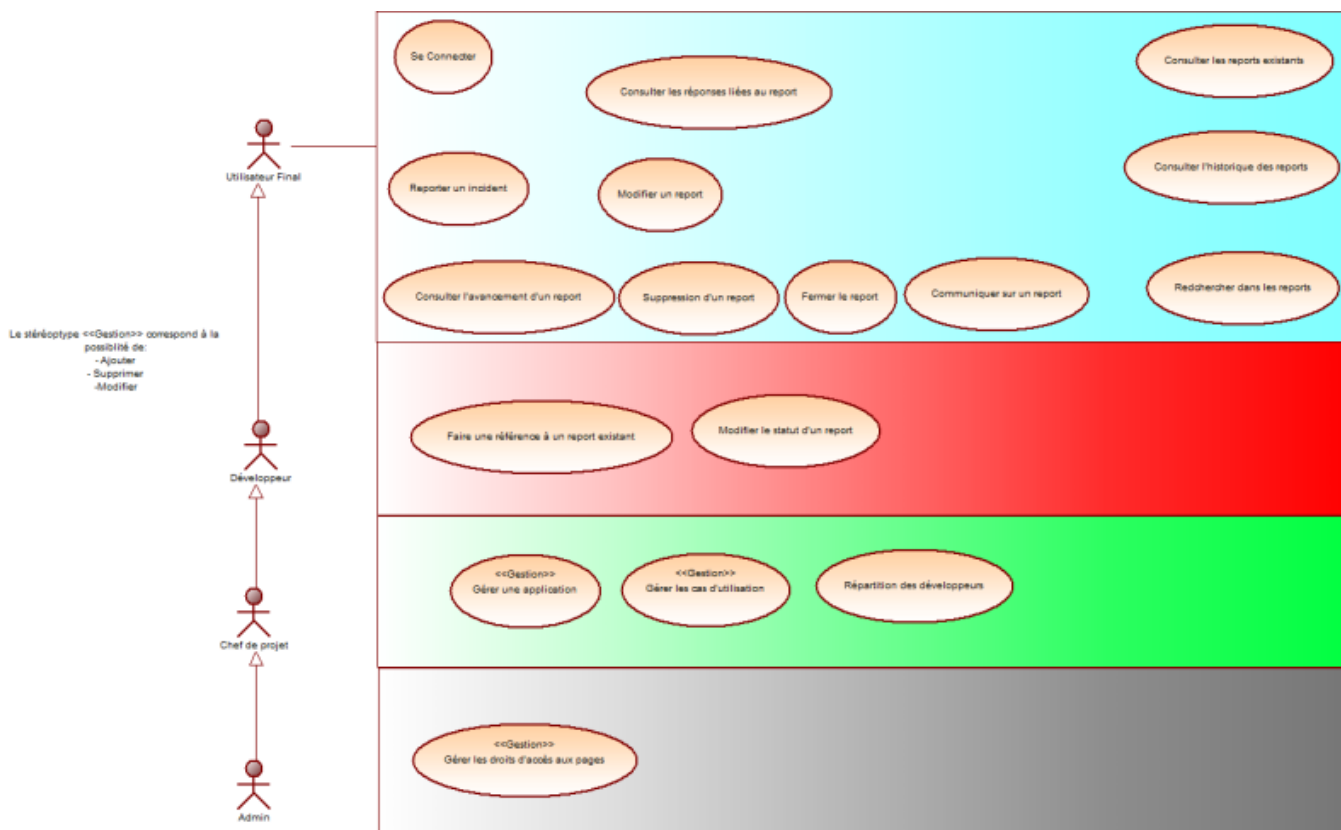 Se Connecter
Consulter les réponses liées au report
Consulter les reports existants
Utilisateur Final
Reporter un incident
Modifier un report
Consulter l'historique des reports
Consulter l'avancement d'un report
Suppression d'un report
Fermer le report
Communiquer sur un report
Redchercher dans les reports
Le stéréoptype <<Gestion>> correspond à la
possiblité de:
- Ajouter
- Supprimer
-Modifier
Faire une référence à un report existant
Modifier le statut d'un report
Développeur
<<Gestion>>
Gérer une application
<<Gestion>>
Gérer les cas d'utilisation
Répartition des développeurs
Chef de projet
<<Gestion>>
Gérer les droits d'accès aux pages
Admin